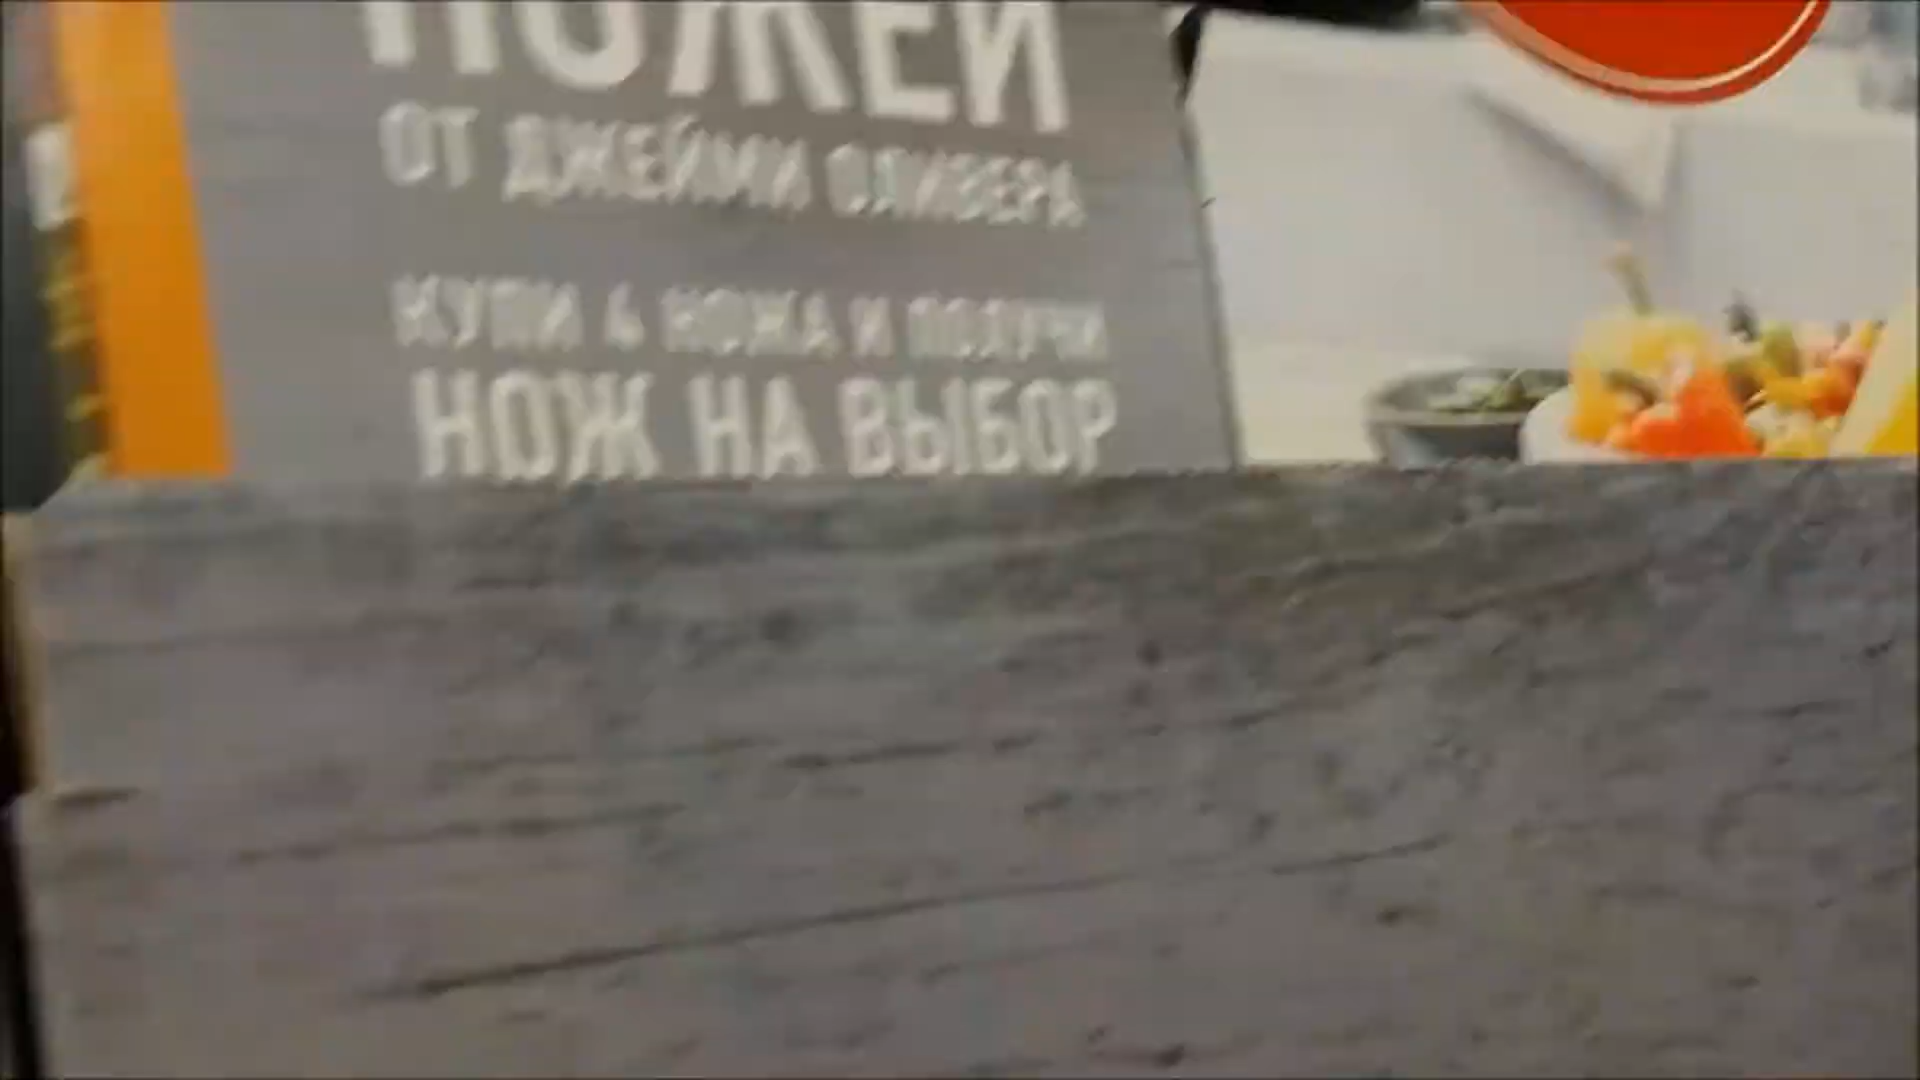 НОЖЕЙ
ОТ ДЖЕЙМИ ОЛИВЕРА
КУПИ 4 НОЖА И ПОЛУЧИ
НОЖ НА ВЫБОР